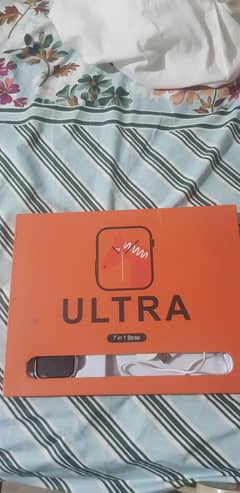 ULTRA
7 in 1 Strap